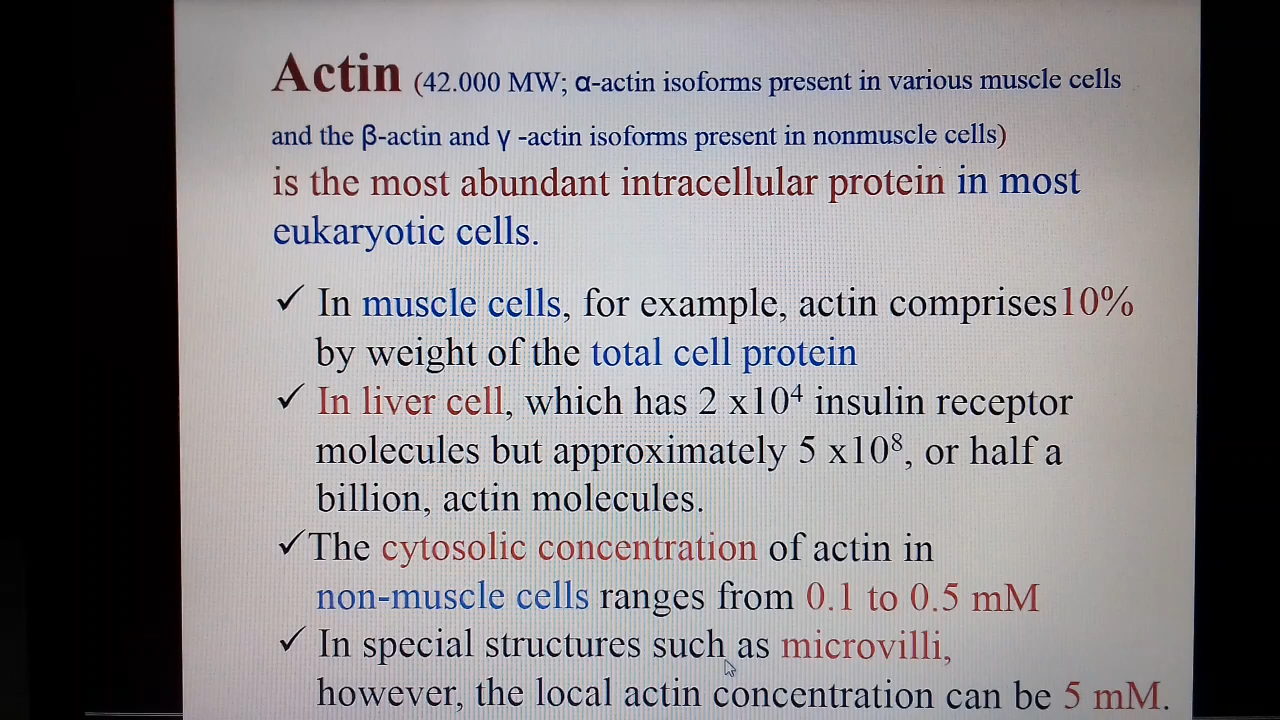 Actin (42.000 MW; α-actin isoforms present in various muscle cells
and the β-actin and γ -actin isoforms present in nonmuscle cells)
is the most abundant intracellular protein in most
eukaryotic cells.
✓ In muscle cells, for example, actin comprises10%
by weight of the total cell protein
✓ In liver cell, which has 2 x10⁴ insulin receptor
molecules but approximately 5 x10⁸, or half a
billion, actin molecules.
✓The cytosolic concentration of actin in
non-muscle cells ranges from 0.1 to 0.5 mM
✓ In special structures such as microvilli,
however, the local actin concentration can be 5 mM.